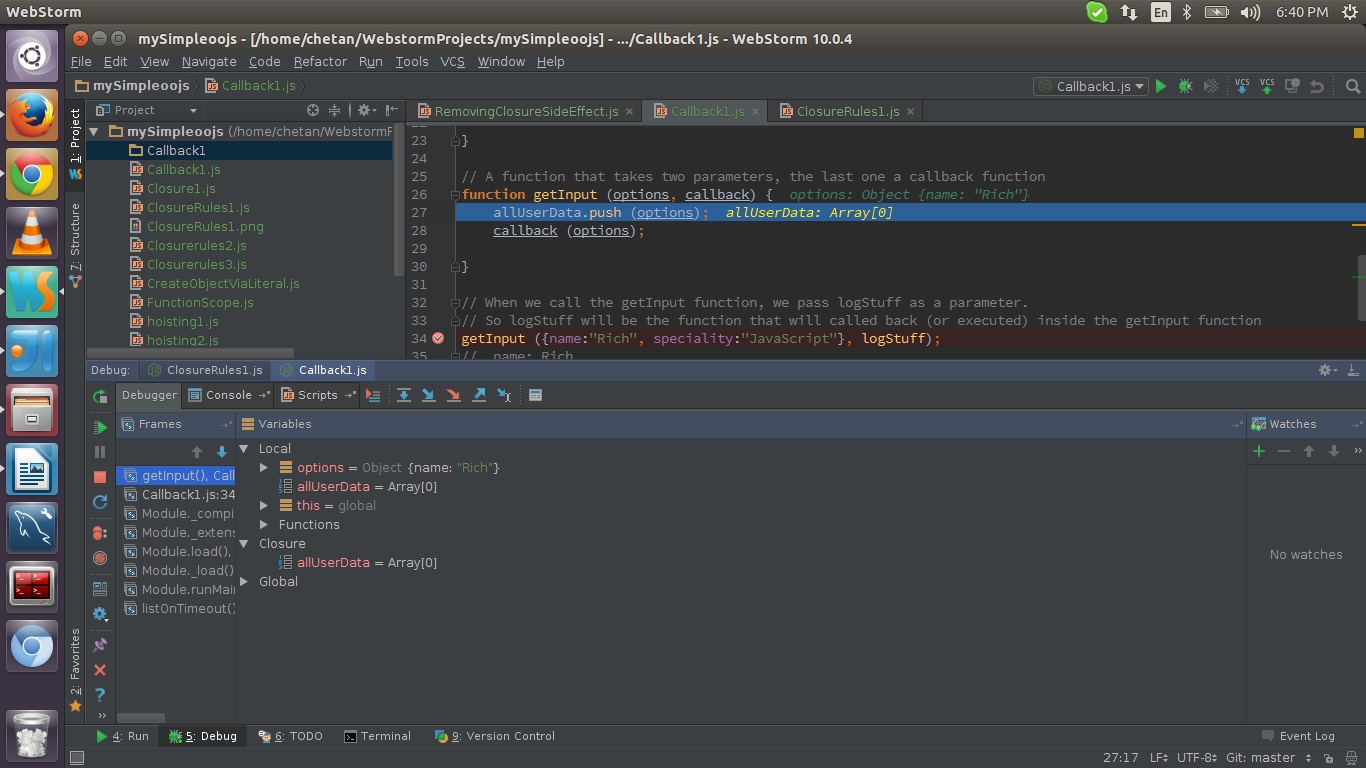 WebStorm
En
6:40 PM
mySimpleoojs - [/home/chetan/WebstormProjects/mySimpleoojs] - .../Callback1.js - WebStorm 10.0.4
File Edit View Navigate Code Refactor Run Tools VCS Window Help
mySimpleoojs Callback1.js
Callback1.js
VCS VCS
1: Project
Z: Structure
2: Favorites
Project
mySimpleoojs (/home/chetan/WebstormP
Callback1
Callback1.js
Closure1.js
ClosureRules1.js
ClosureRules1.png
Closurerules2.js
Closurerules3.js
CreateObjectViaLiteral.js
FunctionScope.js
hoisting1.js
hoisting2.js
RemovingClosureSideEffect.js Callback1.js ClosureRules1.js
23 }
24
25 // A function that takes two parameters, the last one a callback function
26 function getInput (options, callback) { options: Object {name: "Rich"}
27 allUserData.push (options); allUserData: Array[0]
28 callback (options);
29
30 }
31
32 // When we call the getInput function, we pass logStuff as a parameter.
33 // So logStuff will be the function that will called back (or executed) inside the getInput function
34 getInput ({name:"Rich", speciality:"JavaScript"}, logStuff);
35 // name: Rich
Debug: ClosureRules1.js Callback1.js
Debugger Console Scripts
Frames
getInput(), Call
Callback1.js:34
Module._compi
Module._extens
Module.load(),
Module._load()
Module.runMai
listOnTimeout()
Variables
Local
options = Object {name: "Rich"}
allUserData = Array[0]
this = global
Functions
Closure
allUserData = Array[0]
Global
Watches
No watches
4: Run 5: Debug 6: TODO Terminal 9: Version Control Event Log
27:17 LF UTF-8 Git: master